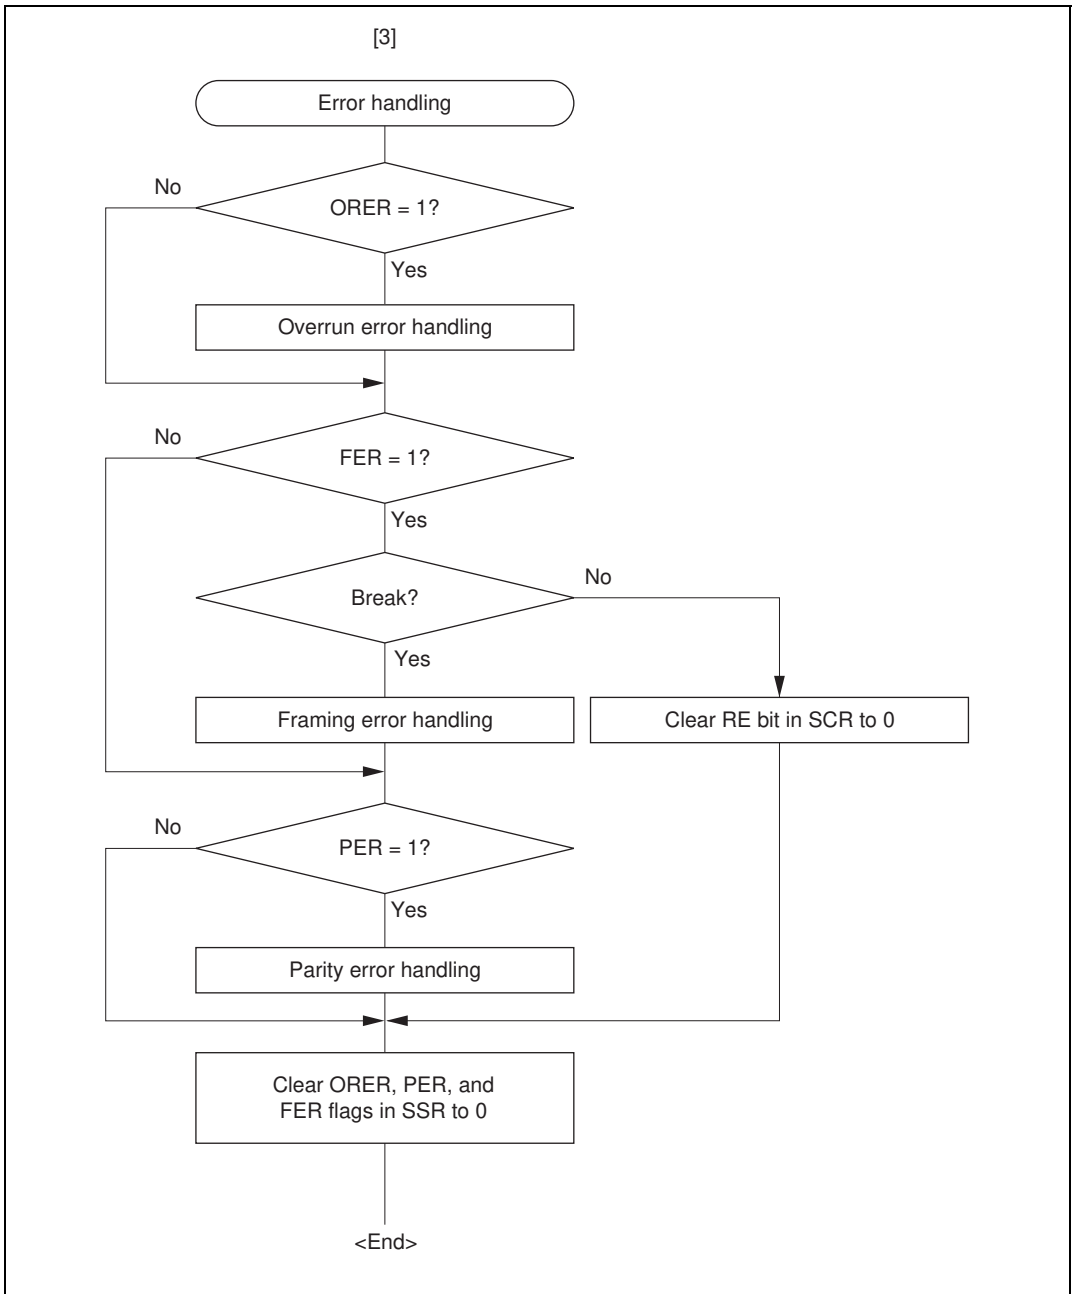 [3]
Error handling
No
ORER = 1?
Yes
Overrun error handling
No
FER = 1?
Yes
Break?
No
Yes
Framing error handling
Clear RE bit in SCR to 0
No
PER = 1?
Yes
Parity error handling
Clear ORER, PER, and
FER flags in SSR to 0
<End>